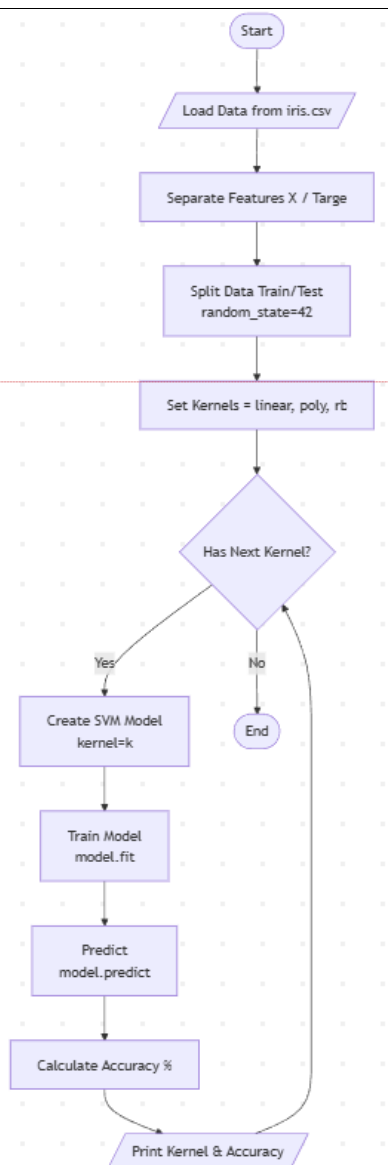 Start
Load Data from iris.csv
Separate Features X / Targe
Split Data Train/Test
random_state=42
Set Kernels = linear, poly, rb
Has Next Kernel?
Yes
No
Create SVM Model
kernel=k
End
Train Model
model.fit
Predict
model.predict
Calculate Accuracy %
Print Kernel & Accuracy